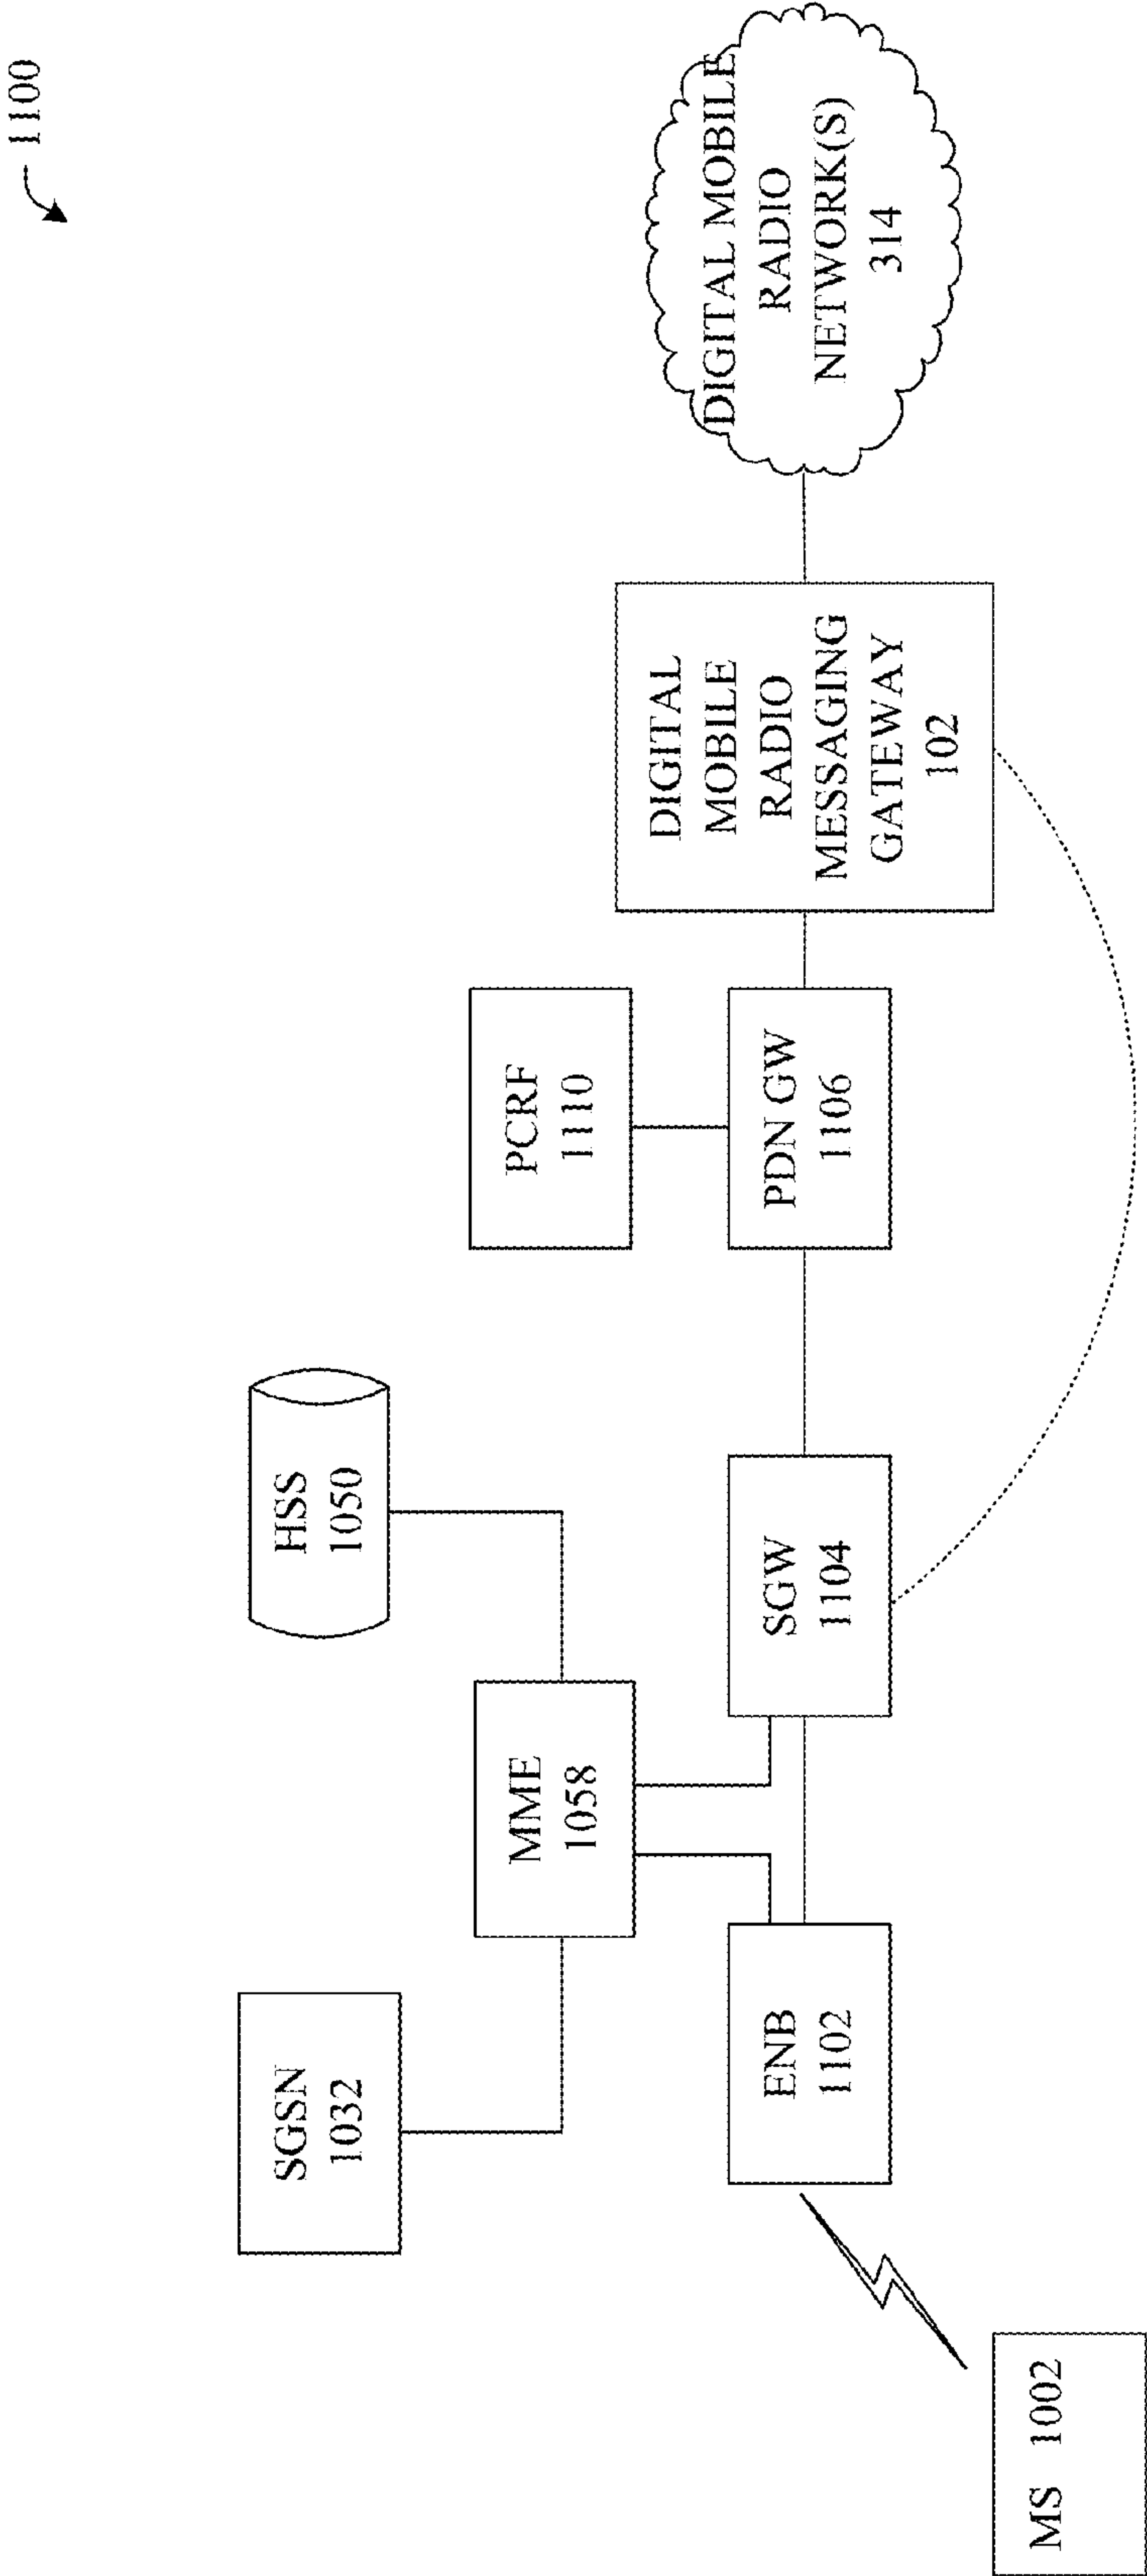 1100
SGSN
1032
HSS
1050
MME
1058
PCRF
1110
ENB
1102
SGW
1104
PDN GW
1106
DIGITAL
MOBILE
RADIO
MESSAGING
GATEWAY
102
DIGITAL MOBILE
RADIO
NETWORK(S)
314
MS 1002